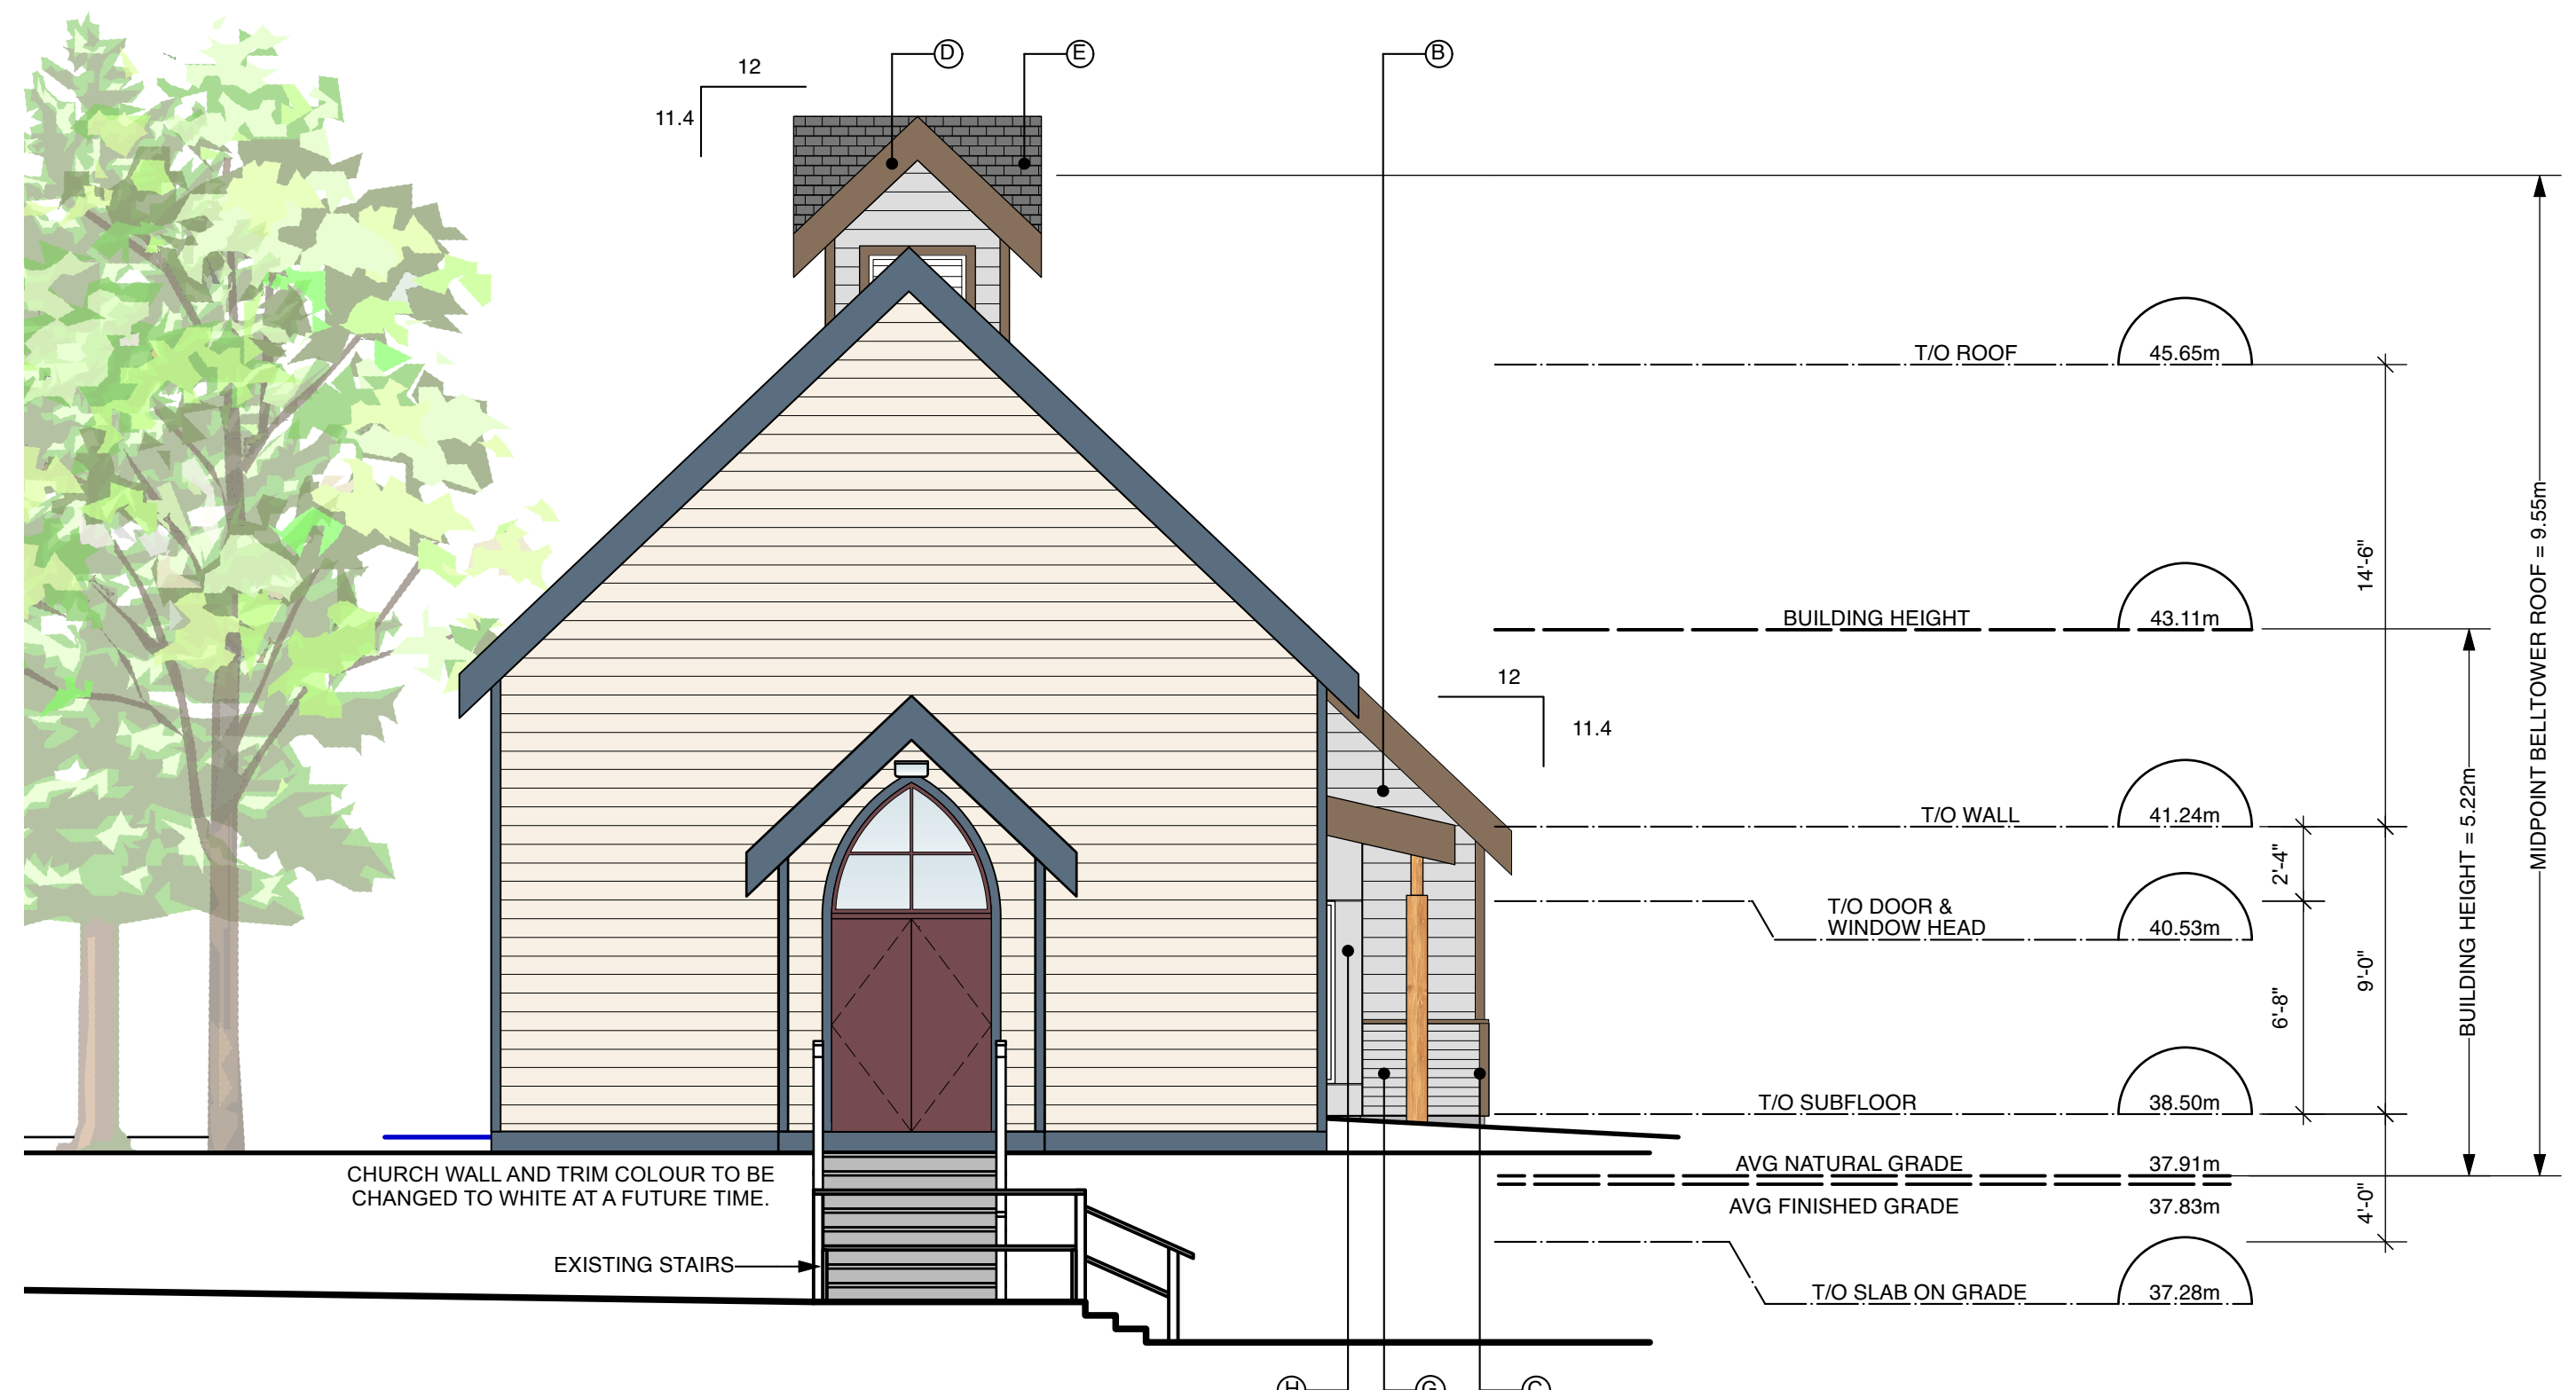 D
E
B
12
11.4
T/O ROOF 45.65m
14'-6"
MIDPOINT BELLTOWER ROOF = 9.55m
BUILDING HEIGHT 43.11m
12
11.4
BUILDING HEIGHT = 5.22m
T/O WALL 41.24m
2'-4"
T/O DOOR &
WINDOW HEAD 40.53m
9'-0"
6'-8"
T/O SUBFLOOR 38.50m
AVG NATURAL GRADE 37.91m
AVG FINISHED GRADE 37.83m
4'-0"
CHURCH WALL AND TRIM COLOUR TO BE
CHANGED TO WHITE AT A FUTURE TIME.
EXISTING STAIRS
T/O SLAB ON GRADE 37.28m
H
G
C